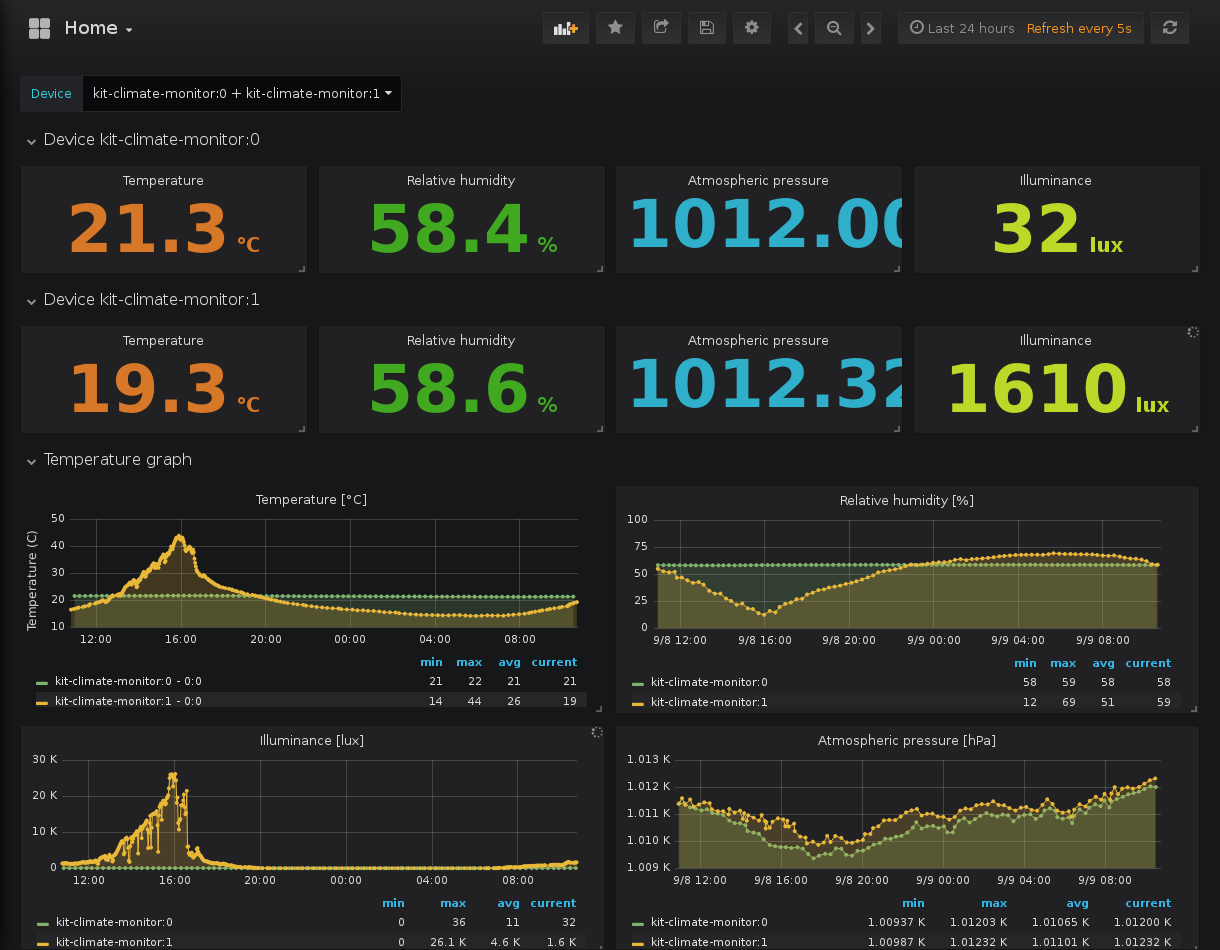 Home
Last 24 hours Refresh every 5s
Device kit-climate-monitor:0 + kit-climate-monitor:1
Device kit-climate-monitor:0
Temperature Relative humidity Atmospheric pressure Illuminance
21.3 °C 58.4 % 1012.00 32 lux
Device kit-climate-monitor:1
Temperature Relative humidity Atmospheric pressure Illuminance
19.3 °C 58.6 % 1012.32 1610 lux
Temperature graph
Temperature [°C]
Temperature (C)
50
40
30
20
10
12:00 16:00 20:00 00:00 04:00 08:00
min max avg current
kit-climate-monitor:0 - 0:0 21 22 21 21
kit-climate-monitor:1 - 0:0 14 44 26 19
Relative humidity [%]
100
75
50
25
0
9/8 12:00 9/8 16:00 9/8 20:00 9/9 00:00 9/9 04:00 9/9 08:00
min max avg current
kit-climate-monitor:0 58 59 58 58
kit-climate-monitor:1 12 69 51 59
Illuminance [lux]
30 K
20 K
10 K
0
12:00 16:00 20:00 00:00 04:00 08:00
min max avg current
kit-climate-monitor:0 0 36 11 32
kit-climate-monitor:1 0 26.1 K 4.6 K 1.6 K
Atmospheric pressure [hPa]
1.013 K
1.012 K
1.011 K
1.010 K
1.009 K
9/8 12:00 9/8 16:00 9/8 20:00 9/9 00:00 9/9 04:00 9/9 08:00
min max avg current
kit-climate-monitor:0 1.00937 K 1.01203 K 1.01065 K 1.01200 K
kit-climate-monitor:1 1.00987 K 1.01232 K 1.01101 K 1.01232 K